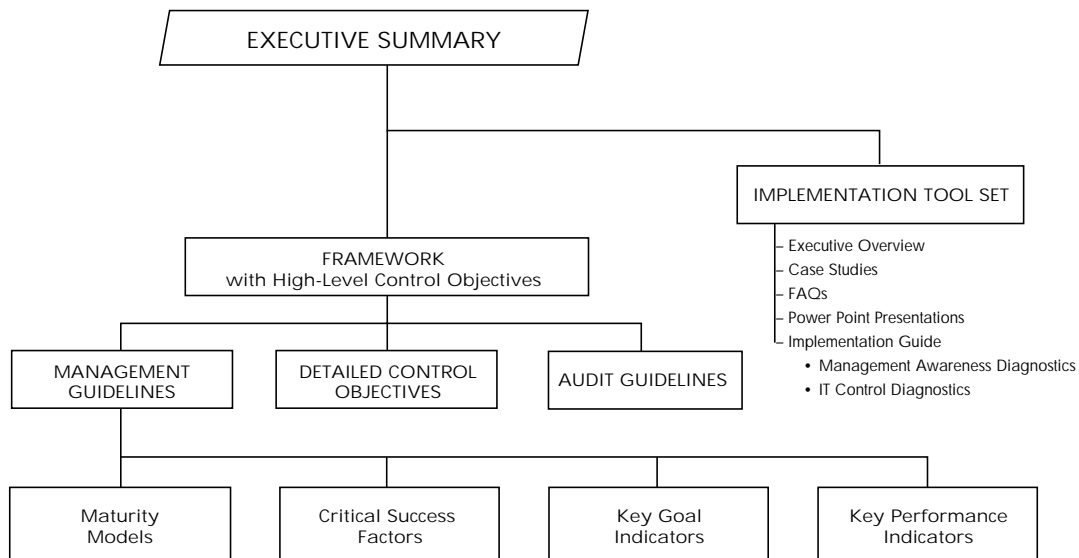 EXECUTIVE SUMMARY
IMPLEMENTATION TOOL SET
– Executive Overview
– Case Studies
– FAQs
– Power Point Presentations
– Implementation Guide
• Management Awareness Diagnostics
• IT Control Diagnostics
FRAMEWORK
with High-Level Control Objectives
MANAGEMENT
GUIDELINES
DETAILED CONTROL
OBJECTIVES
AUDIT GUIDELINES
Maturity
Models
Critical Success
Factors
Key Goal
Indicators
Key Performance
Indicators